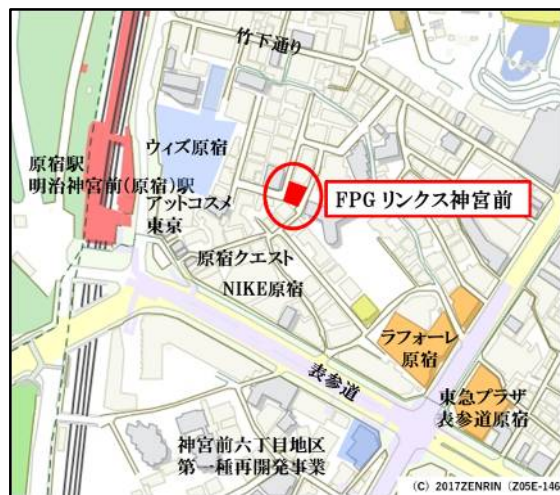 竹下通り
ウィズ原宿
原宿駅
明治神宮前(原宿)駅
アットコスメ
東京
FPG リンクス神宮前
原宿クエスト
NIKE原宿
ラフォーレ
原宿
表参道
東急プラザ
表参道原宿
神宮前六丁目地区
第一種再開発事業
(C) 2017ZENRIN (Z05E-146